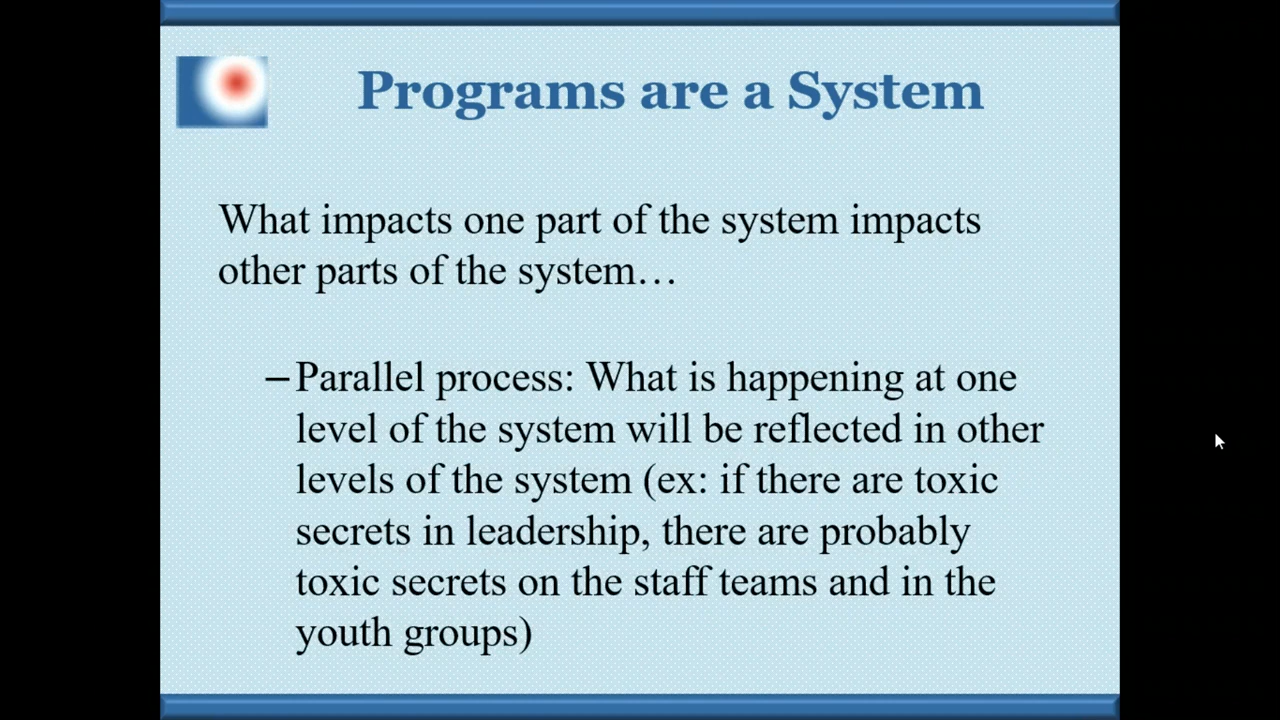 Programs are a System
What impacts one part of the system impacts
other parts of the system…
–Parallel process: What is happening at one
level of the system will be reflected in other
levels of the system (ex: if there are toxic
secrets in leadership, there are probably
toxic secrets on the staff teams and in the
youth groups)